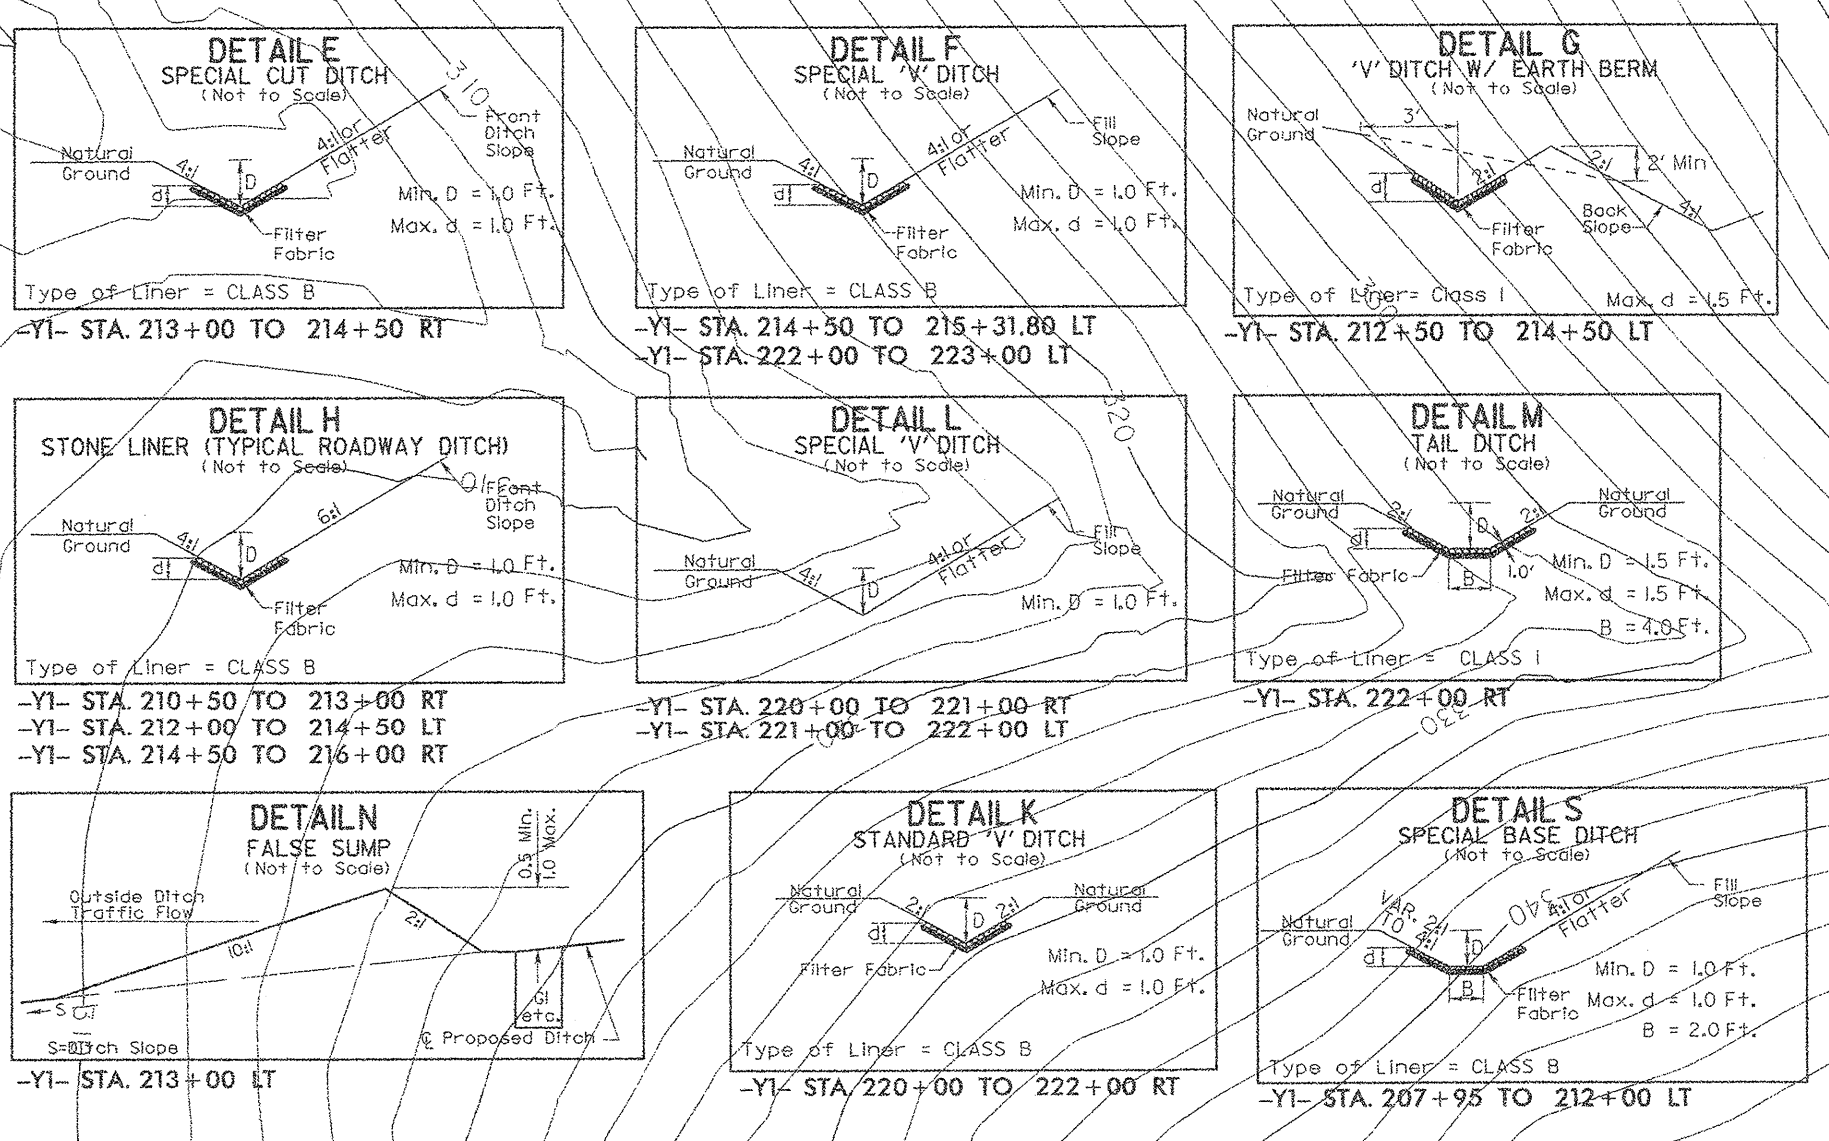 DETAIL E
SPECIAL CUT DITCH
(Not to Scale)
310
Front
Ditch
Slope
4:1 or
Flatter
Natural
Ground
4:1
D
d
Min. D = 1.0 Ft.
Max. d = 1.0 Ft.
Filter
Fabric
Type of Liner = CLASS B
-Y1- STA. 213+00 TO 214+50 RT
DETAIL F
SPECIAL 'V' DITCH
(Not to Scale)
Fill
Slope
4:1 or
Flatter
Natural
Ground
4:1
D
d
Min. D = 1.0 Ft.
Max. d = 1.0 Ft.
Filter
Fabric
Type of Liner = CLASS B
-Y1- STA. 214+50 TO 215+31.80 LT
-Y1- STA. 222+00 TO 223+00 LT
DETAIL G
'V' DITCH W/ EARTH BERM
(Not to Scale)
Natural
Ground
3'
2:1
2:1
2' Min
d
4:1
Back
Slope
Filter
Fabric
Type of Liner= Class I
Max. d = 1.5 Ft.
-Y1- STA. 212+50 TO 214+50 LT
DETAIL H
STONE LINER (TYPICAL ROADWAY DITCH)
(Not to Scale)
310
Front
Ditch
Slope
6:1
Natural
Ground
4:1
D
d
Min. D = 1.0 Ft.
Max. d = 1.0 Ft.
Filter
Fabric
Type of Liner = CLASS B
-Y1- STA. 210+50 TO 213+00 RT
-Y1- STA. 212+00 TO 214+50 LT
-Y1- STA. 214+50 TO 216+00 RT
DETAIL L
SPECIAL 'V' DITCH
(Not to Scale)
320
Fill
Slope
4:1 or
Flatter
Natural
Ground
4:1
D
Min. D = 1.0 Ft.
-Y1- STA. 220+00 TO 221+00 RT
-Y1- STA. 221+00 TO 222+00 LT
DETAIL M
TAIL DITCH
(Not to Scale)
Natural
Ground
2:1
D
2:1
Natural
Ground
d
Filter Fabric
B
1.0'
Min. D = 1.5 Ft.
Max. d = 1.5 Ft.
B = 4.0 Ft.
Type of Liner = CLASS I
-Y1- STA. 222+00 RT
330
DETAIL N
FALSE SUMP
(Not to Scale)
0.5 Min.
1.0 Max.
Outside Ditch
Traffic Flow
10:1
2:1
S
GI
etc.
℄ Proposed Ditch
S=Ditch Slope
-Y1- STA. 213+00 LT
DETAIL K
STANDARD 'V' DITCH
(Not to Scale)
Natural
Ground
2:1
D
2:1
Natural
Ground
d
Filter Fabric
Min. D = 1.0 Ft.
Max. d = 1.0 Ft.
Type of Liner = CLASS B
-Y1- STA. 220+00 TO 222+00 RT
DETAIL S
SPECIAL BASE DITCH
(Not to Scale)
340
Fill
Slope
4:1 or
Flatter
VAR. 2:1
TO 4:1
Natural
Ground
D
d
B
Filter
Fabric
Min. D = 1.0 Ft.
Max. d = 1.0 Ft.
B = 2.0 Ft.
Type of Liner = CLASS B
-Y1- STA. 207+95 TO 212+00 LT